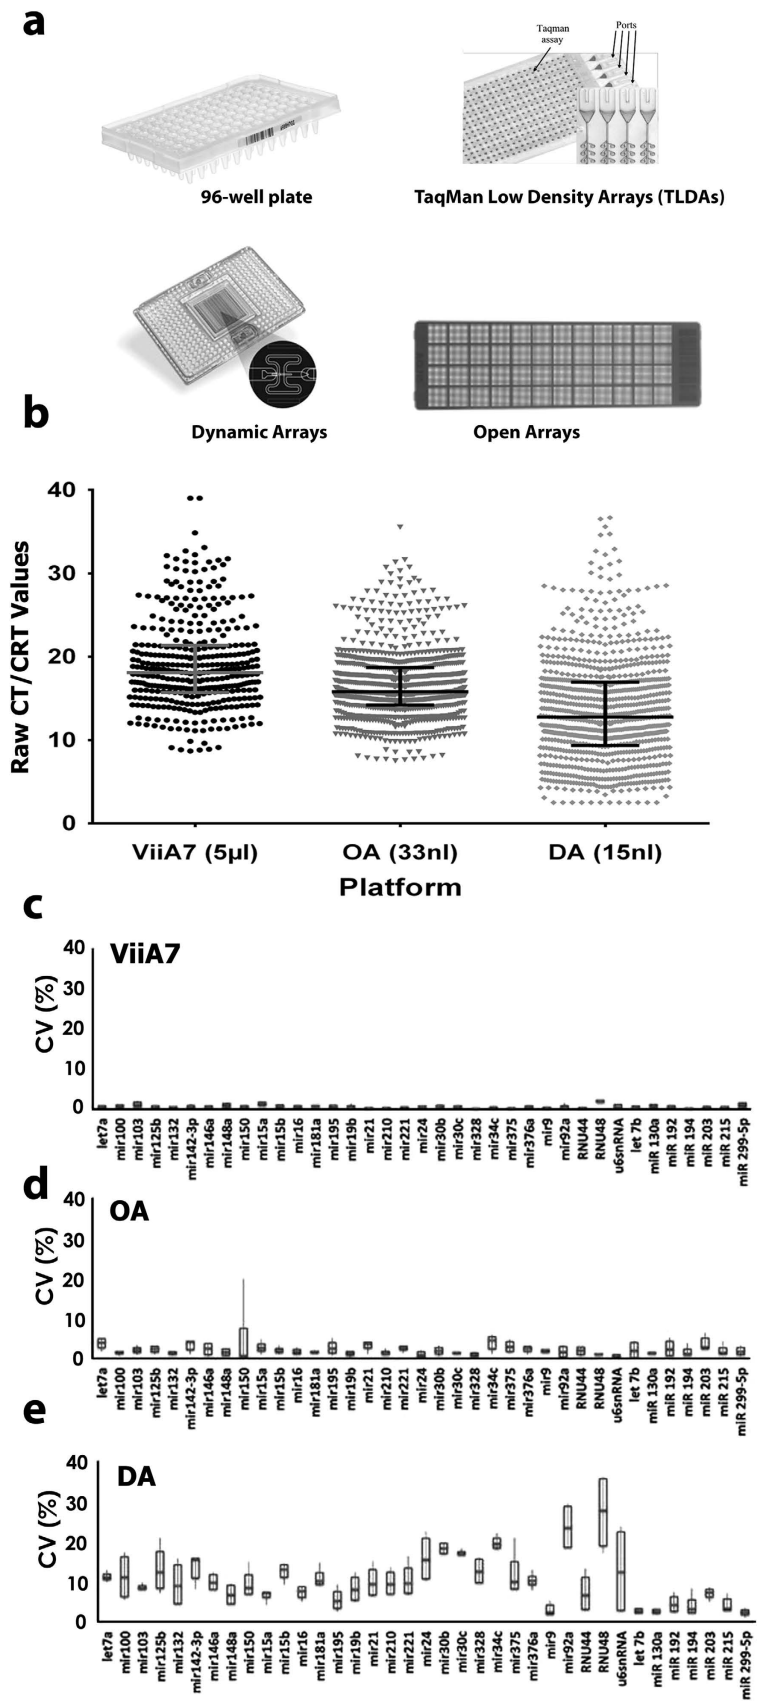 a
Taqman
assay
Ports
96-well plate
TaqMan Low Density Arrays (TLDAs)
Dynamic Arrays
Open Arrays
b
Raw CT/CRT Values
40
30
20
10
0
ViiA7 (5µl)
OA (33nl)
DA (15nl)
Platform
c
ViiA7
CV (%)
40
30
20
10
0
let7a
mir100
mir103
mir125b
mir132
mir142-3p
mir146a
mir148a
mir150
mir15a
mir15b
mir16
mir181a
mir195
mir19b
mir21
mir210
mir221
mir24
mir30b
mir30c
mir328
mir34c
mir375
mir376a
mir9
mir92a
RNU44
RNU48
u6snRNA
let 7b
miR 130a
miR 192
miR 194
miR 203
miR 215
miR 299-5p
d
OA
CV (%)
40
30
20
10
0
let7a
mir100
mir103
mir125b
mir132
mir142-3p
mir146a
mir148a
mir150
mir15a
mir15b
mir16
mir181a
mir195
mir19b
mir21
mir210
mir221
mir24
mir30b
mir30c
mir328
mir34c
mir375
mir376a
mir9
mir92a
RNU44
RNU48
u6snRNA
let 7b
miR 130a
miR 192
miR 194
miR 203
miR 215
miR 299-5p
e
DA
CV (%)
40
30
20
10
0
let7a
mir100
mir103
mir125b
mir132
mir142-3p
mir146a
mir148a
mir150
mir15a
mir15b
mir16
mir181a
mir195
mir19b
mir21
mir210
mir221
mir24
mir30b
mir30c
mir328
mir34c
mir375
mir376a
mir9
mir92a
RNU44
RNU48
u6snRNA
let 7b
miR 130a
miR 192
miR 194
miR 203
miR 215
miR 299-5p